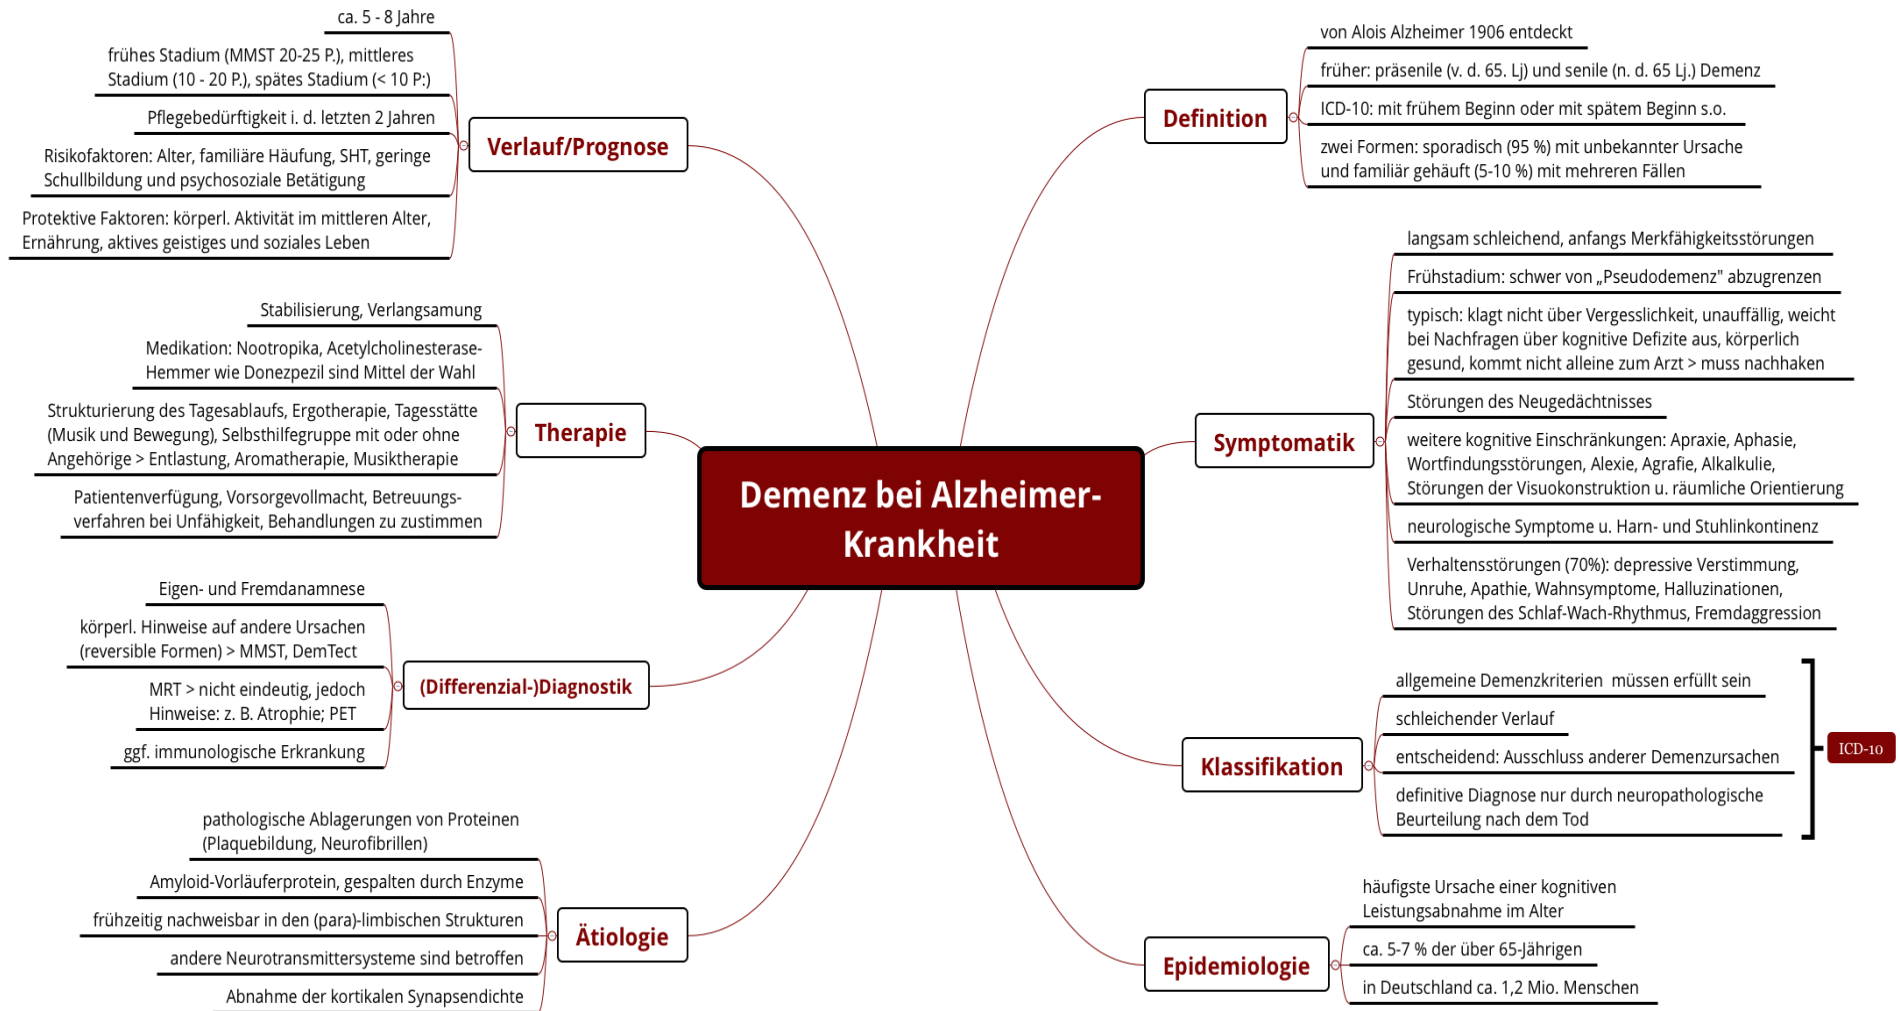 Demenz bei Alzheimer-
Krankheit
Definition
von Alois Alzheimer 1906 entdeckt
früher: präsenile (v. d. 65. Lj) und senile (n. d. 65 Lj.) Demenz
ICD-10: mit frühem Beginn oder mit spätem Beginn s.o.
zwei Formen: sporadisch (95 %) mit unbekannter Ursache
und familiär gehäuft (5-10 %) mit mehreren Fällen
Symptomatik
langsam schleichend, anfangs Merkfähigkeitsstörungen
Frühstadium: schwer von „Pseudodemenz" abzugrenzen
typisch: klagt nicht über Vergesslichkeit, unauffällig, weicht
bei Nachfragen über kognitive Defizite aus, körperlich
gesund, kommt nicht alleine zum Arzt > muss nachhaken
Störungen des Neugedächtnisses
weitere kognitive Einschränkungen: Apraxie, Aphasie,
Wortfindungsstörungen, Alexie, Agrafie, Alkalkulie,
Störungen der Visuokonstruktion u. räumliche Orientierung
neurologische Symptome u. Harn- und Stuhlinkontinenz
Verhaltensstörungen (70%): depressive Verstimmung,
Unruhe, Apathie, Wahnsymptome, Halluzinationen,
Störungen des Schlaf-Wach-Rhythmus, Fremdaggression
Klassifikation
allgemeine Demenzkriterien  müssen erfüllt sein
schleichender Verlauf
entscheidend: Ausschluss anderer Demenzursachen
definitive Diagnose nur durch neuropathologische
Beurteilung nach dem Tod
ICD-10
Epidemiologie
häufigste Ursache einer kognitiven
Leistungsabnahme im Alter
ca. 5-7 % der über 65-Jährigen
in Deutschland ca. 1,2 Mio. Menschen
Verlauf/Prognose
ca. 5 - 8 Jahre
frühes Stadium (MMST 20-25 P.), mittleres
Stadium (10 - 20 P.), spätes Stadium (< 10 P:)
Pflegebedürftigkeit i. d. letzten 2 Jahren
Risikofaktoren: Alter, familiäre Häufung, SHT, geringe
Schullbildung und psychosoziale Betätigung
Protektive Faktoren: körperl. Aktivität im mittleren Alter,
Ernährung, aktives geistiges und soziales Leben
Therapie
Stabilisierung, Verlangsamung
Medikation: Nootropika, Acetylcholinesterase-
Hemmer wie Donezpezil sind Mittel der Wahl
Strukturierung des Tagesablaufs, Ergotherapie, Tagesstätte
(Musik und Bewegung), Selbsthilfegruppe mit oder ohne
Angehörige > Entlastung, Aromatherapie, Musiktherapie
Patientenverfügung, Vorsorgevollmacht, Betreuungs-
verfahren bei Unfähigkeit, Behandlungen zu zustimmen
(Differenzial-)Diagnostik
Eigen- und Fremdanamnese
körperl. Hinweise auf andere Ursachen
(reversible Formen) > MMST, DemTect
MRT > nicht eindeutig, jedoch
Hinweise: z. B. Atrophie; PET
ggf. immunologische Erkrankung
Ätiologie
pathologische Ablagerungen von Proteinen
(Plaquebildung, Neurofibrillen)
Amyloid-Vorläuferprotein, gespalten durch Enzyme
frühzeitig nachweisbar in den (para)-limbischen Strukturen
andere Neurotransmittersysteme sind betroffen
Abnahme der kortikalen Synapsendichte